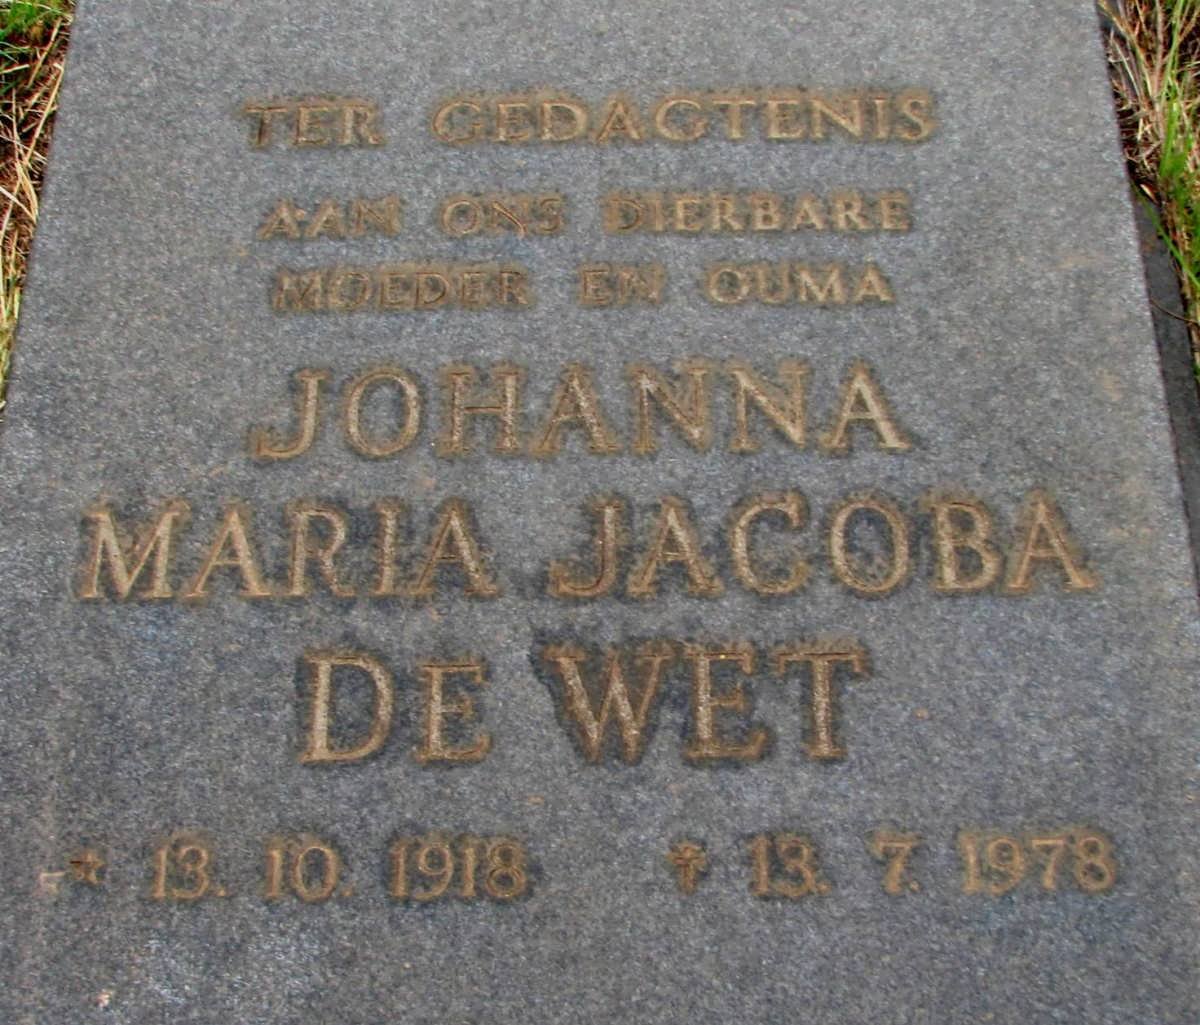 TER GEDAGTENIS
AAN ONS DIERBARE
MOEDER EN OUMA
JOHANNA
MARIA JACOBA
DE WET
* 13. 10. 1918 † 13. 7. 1978